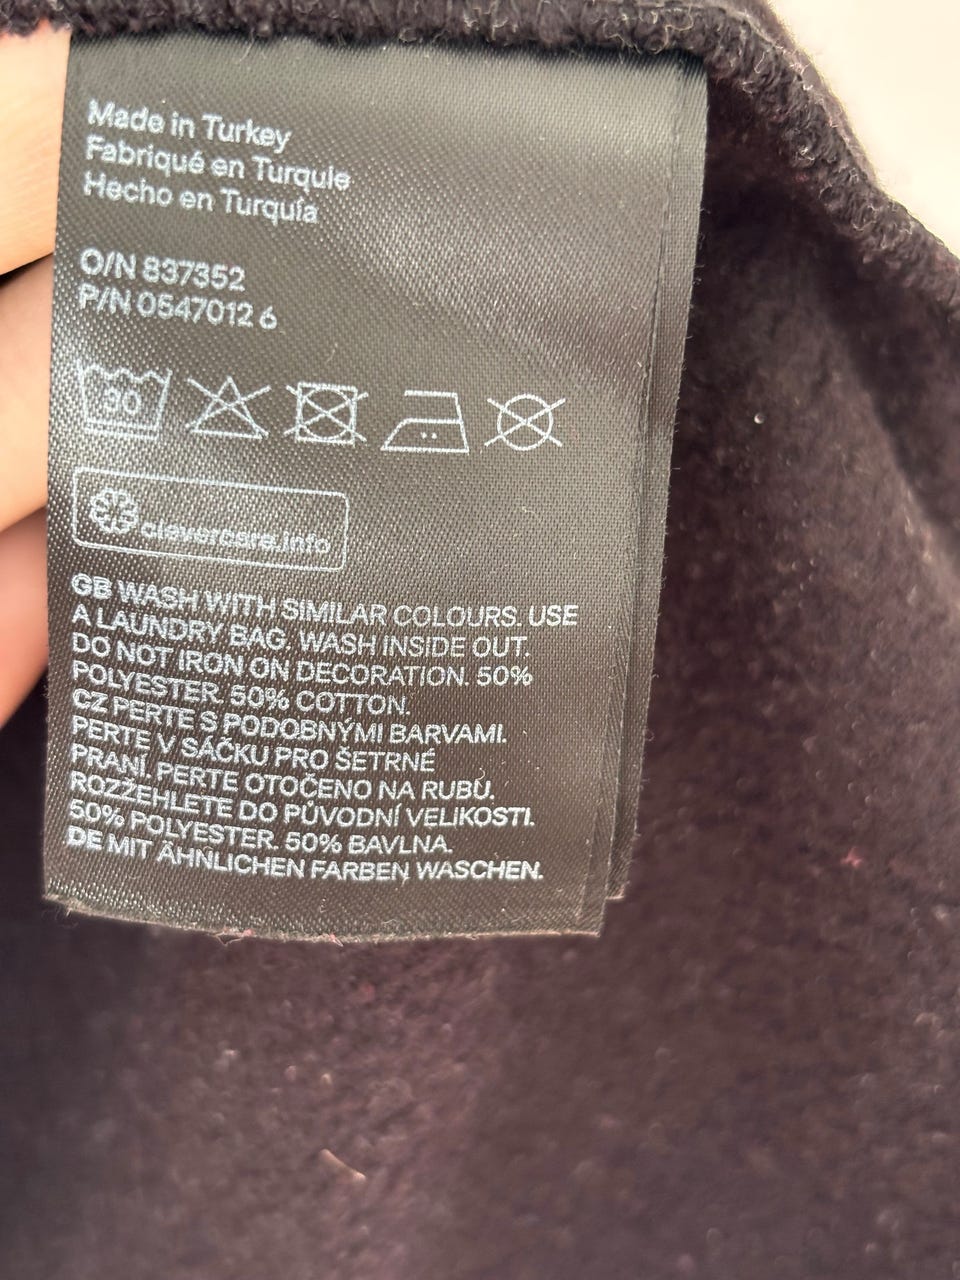 Made in Turkey
Fabriqué en Turquie
Hecho en Turquía
O/N 837352
P/N 0547012 6
30
clevercare.info
GB WASH WITH SIMILAR COLOURS. USE
A LAUNDRY BAG. WASH INSIDE OUT.
DO NOT IRON ON DECORATION. 50%
POLYESTER. 50% COTTON.
CZ PERTE S PODOBNÝMI BARVAMI.
PERTE V SÁČKU PRO ŠETRNÉ
PRANÍ. PERTE OTOČENO NA RUBU.
ROZŽEHLETE DO PŮVODNÍ VELIKOSTI.
50% POLYESTER. 50% BAVLNA.
DE MIT ÄHNLICHEN FARBEN WASCHEN.